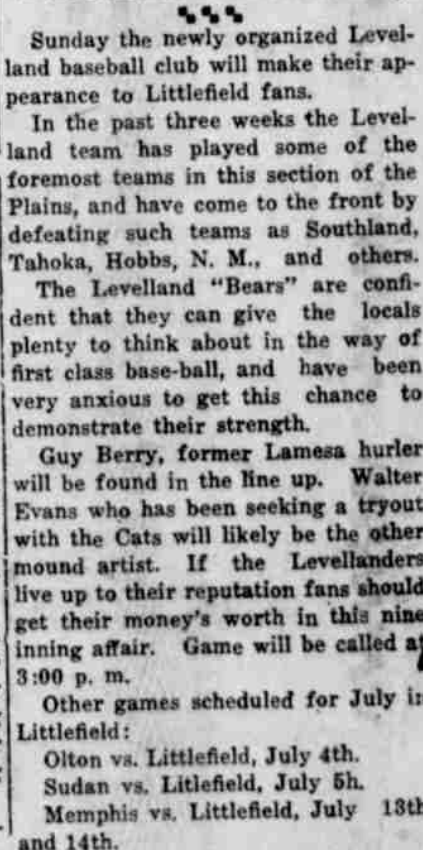 Sunday the newly organized Level-
land baseball club will make their ap-
pearance to Littlefield fans.
In the past three weeks the Level-
land team has played some of the
foremost teams in this section of the
Plains, and have come to the front by
defeating such teams as Southland,
Tahoka, Hobbs, N. M., and others.
The Levelland "Bears" are confi-
dent that they can give the locals
plenty to think about in the way of
first class base-ball, and have been
very anxious to get this chance to
demonstrate their strength.
Guy Berry, former Lamesa hurler
will be found in the line up. Walter
Evans who has been seeking a tryout
with the Cats will likely be the other
mound artist. If the Levellanders
live up to their reputation fans should
get their money's worth in this nine
inning affair. Game will be called at
3:00 p. m.
Other games scheduled for July in
Littlefield:
Olton vs. Littlefield, July 4th.
Sudan vs. Litlefield, July 5h.
Memphis vs. Littlefield, July 13th
and 14th.